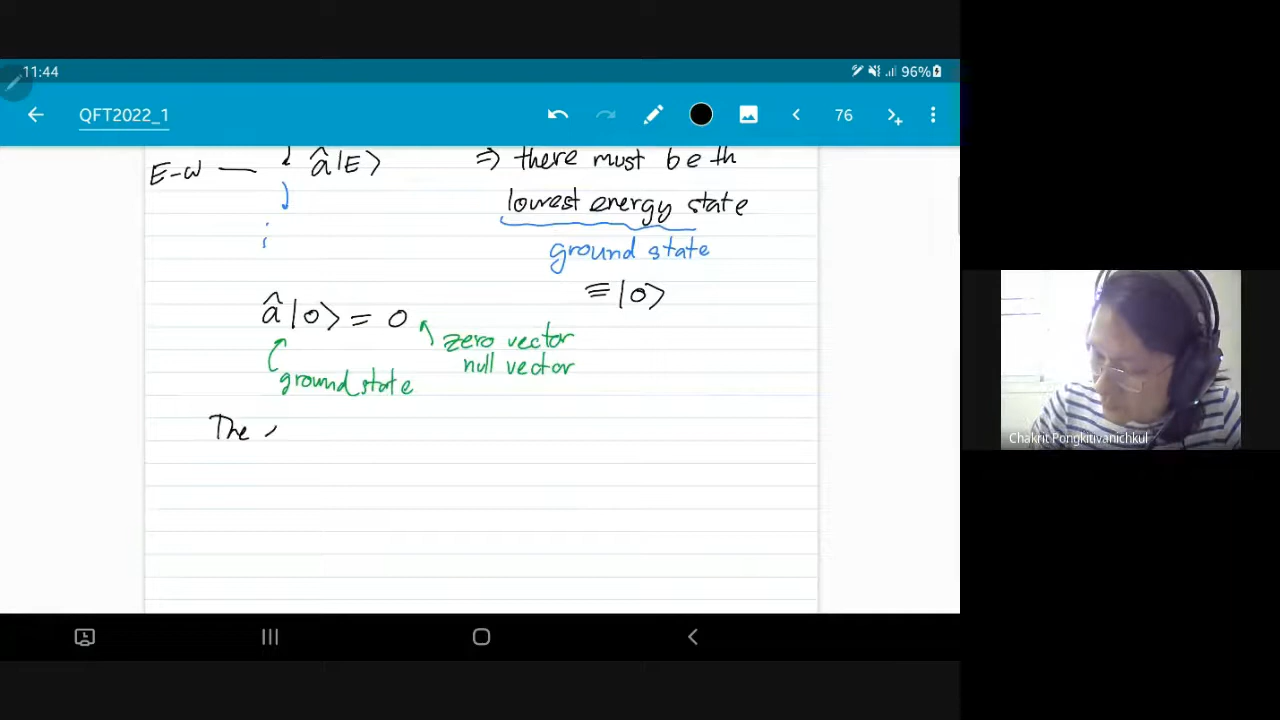 11:44
96%
QFT2022_1
76
E-ω — â|E⟩
⇒ there must be th
lowest energy state
ground state
≡ |0⟩
â|0⟩ = 0
zero vector
null vector
ground state
The
Chakrit Pongkitivanichkul